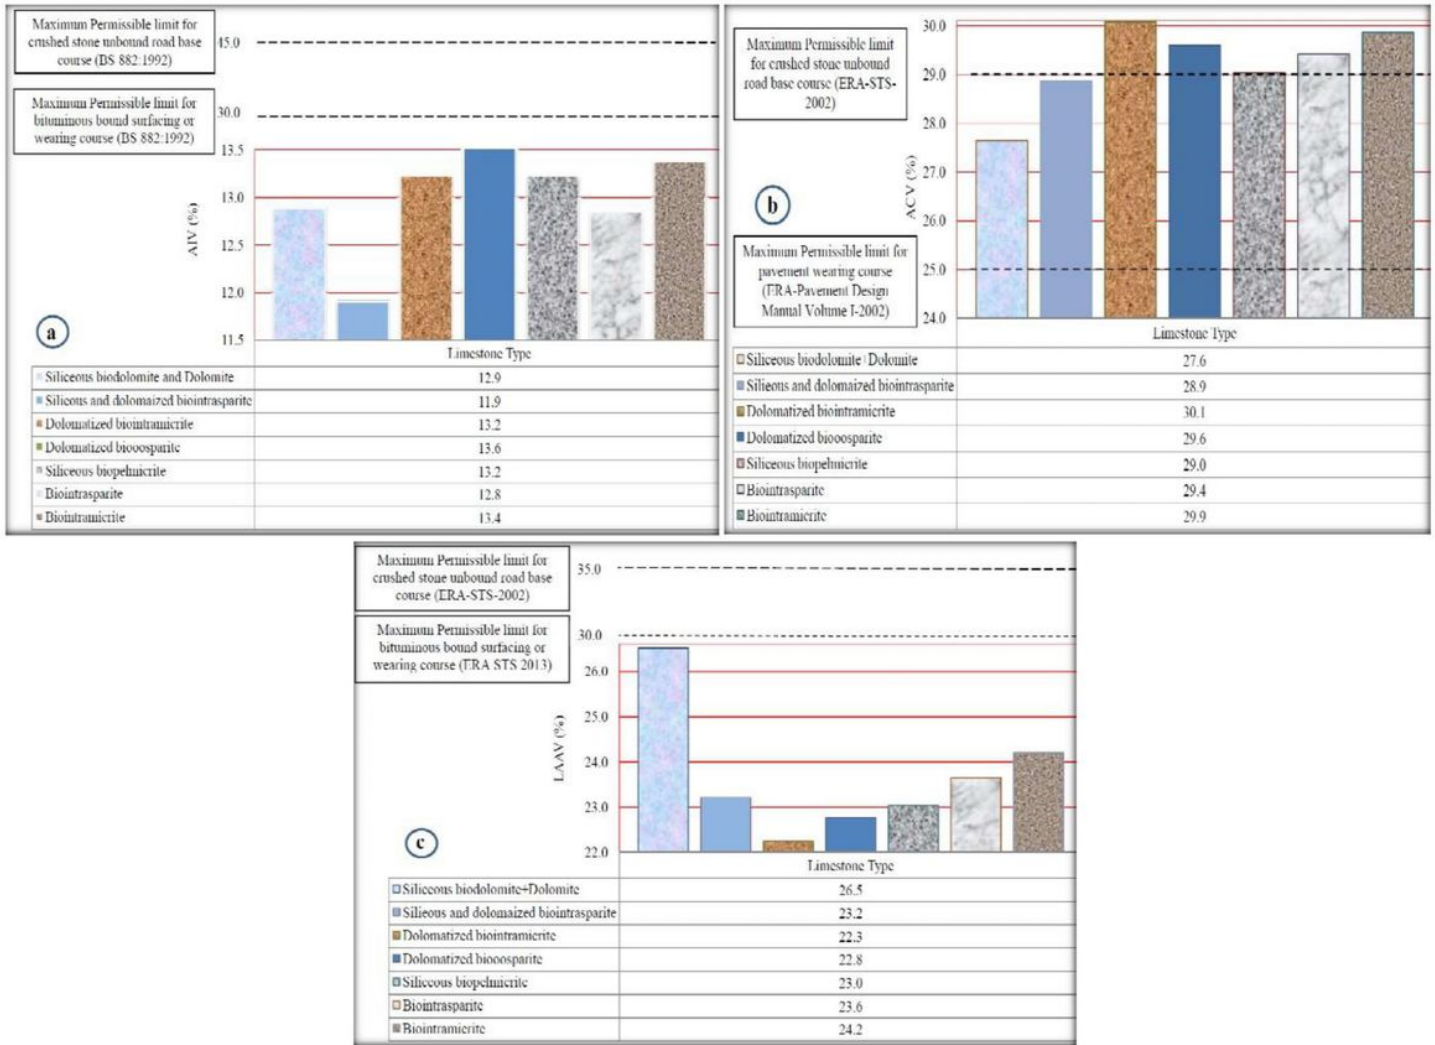 Maximum Permissible limit for
crushed stone unbound road base
course (BS 882:1992)
45.0
Maximum Permissible limit for
bituminous bound surfacing or
wearing course (BS 882:1992)
30.0
13.5
13.0
12.5
12.0
11.5
AIV (%)
a
Limestone Type
Siliceous biodolomite and Dolomite 12.9
Silieous and dolomaized biointrasparite 11.9
Dolomatized biointramicrite 13.2
Dolomatized biooosparite 13.6
Siliceous biopelmicrite 13.2
Biointrasparite 12.8
Biointramicrite 13.4
Maximum Permissible limit
for crushed stone unbound
road base course (ERA-STS-
2002)
b
Maximum Permissible limit for
pavement wearing course
(ERA-Pavement Design
Manual Volume I-2002)
ACV (%)
30.0
29.0
28.0
27.0
26.0
25.0
24.0
Limestone Type
Siliceous biodolomite+Dolomite 27.6
Silieous and dolomaized biointrasparite 28.9
Dolomatized biointramicrite 30.1
Dolomatized biooosparite 29.6
Siliceous biopelmicrite 29.0
Biointrasparite 29.4
Biointramicrite 29.9
Maximum Permissible limit for
crushed stone unbound road base
course (ERA-STS-2002)
35.0
Maximum Permissible limit for
bituminous bound surfacing or
wearing course (ERA STS 2013)
30.0
26.0
25.0
24.0
23.0
22.0
LAAV (%)
c
Limestone Type
Siliceous biodolomite+Dolomite 26.5
Silieous and dolomaized biointrasparite 23.2
Dolomatized biointramicrite 22.3
Dolomatized biooosparite 22.8
Siliceous biopelmicrite 23.0
Biointrasparite 23.6
Biointramicrite 24.2